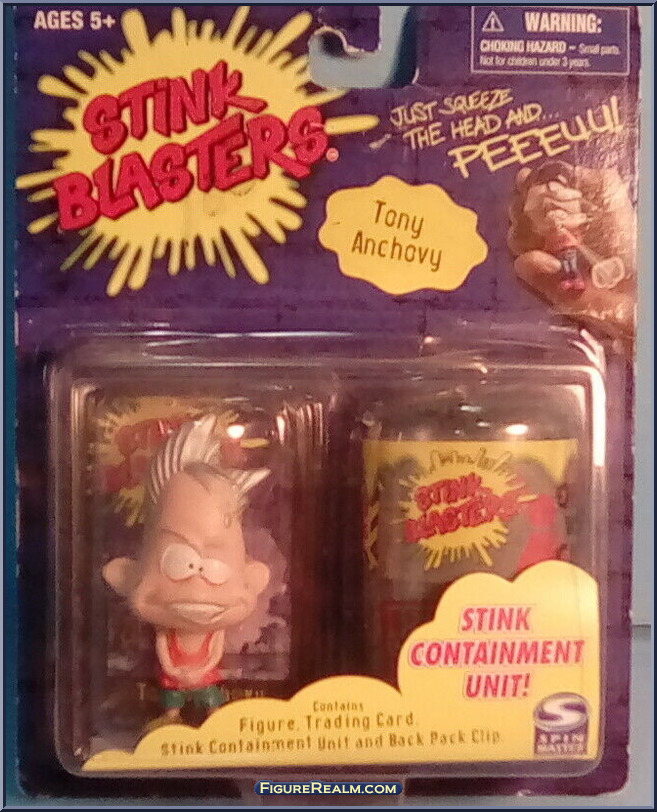 AGES 5+
WARNING:
CHOKING HAZARD – Small parts.
Not for children under 3 years.
STINK
BLASTERS
JUST SQUEEZE
THE HEAD AND...
PEEEUU!
Tony
Anchovy
STINK
BLASTERS
STINK
CONTAINMENT
UNIT!
Contains
Figure, Trading Card,
Stink Containment Unit and Back Pack Clip.
SPIN
MASTER
FIGUREREALM.COM